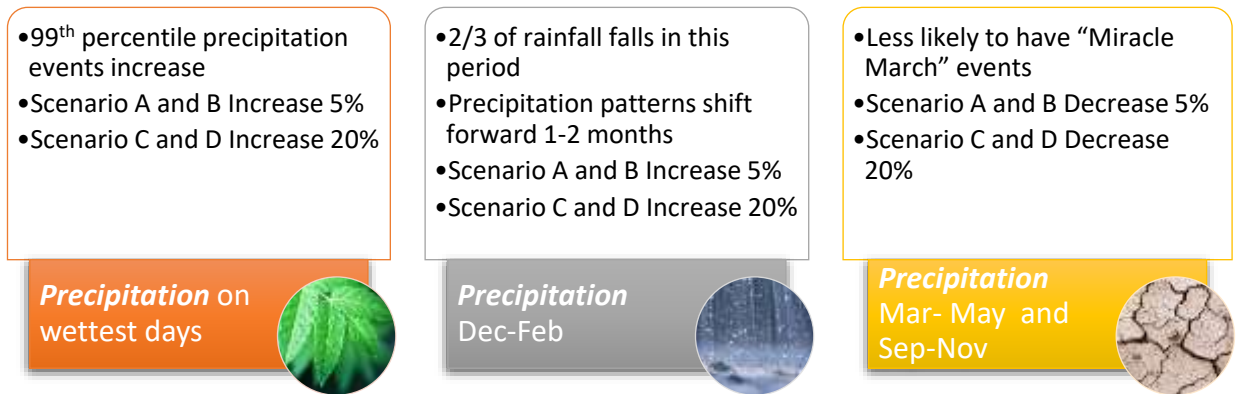 •99th percentile precipitation
events increase
•Scenario A and B Increase 5%
•Scenario C and D Increase 20%
Precipitation on
wettest days
•2/3 of rainfall falls in this
period
•Precipitation patterns shift
forward 1-2 months
•Scenario A and B Increase 5%
•Scenario C and D Increase 20%
Precipitation
Dec-Feb
•Less likely to have “Miracle
March” events
•Scenario A and B Decrease 5%
•Scenario C and D Decrease
20%
Precipitation
Mar- May and
Sep-Nov